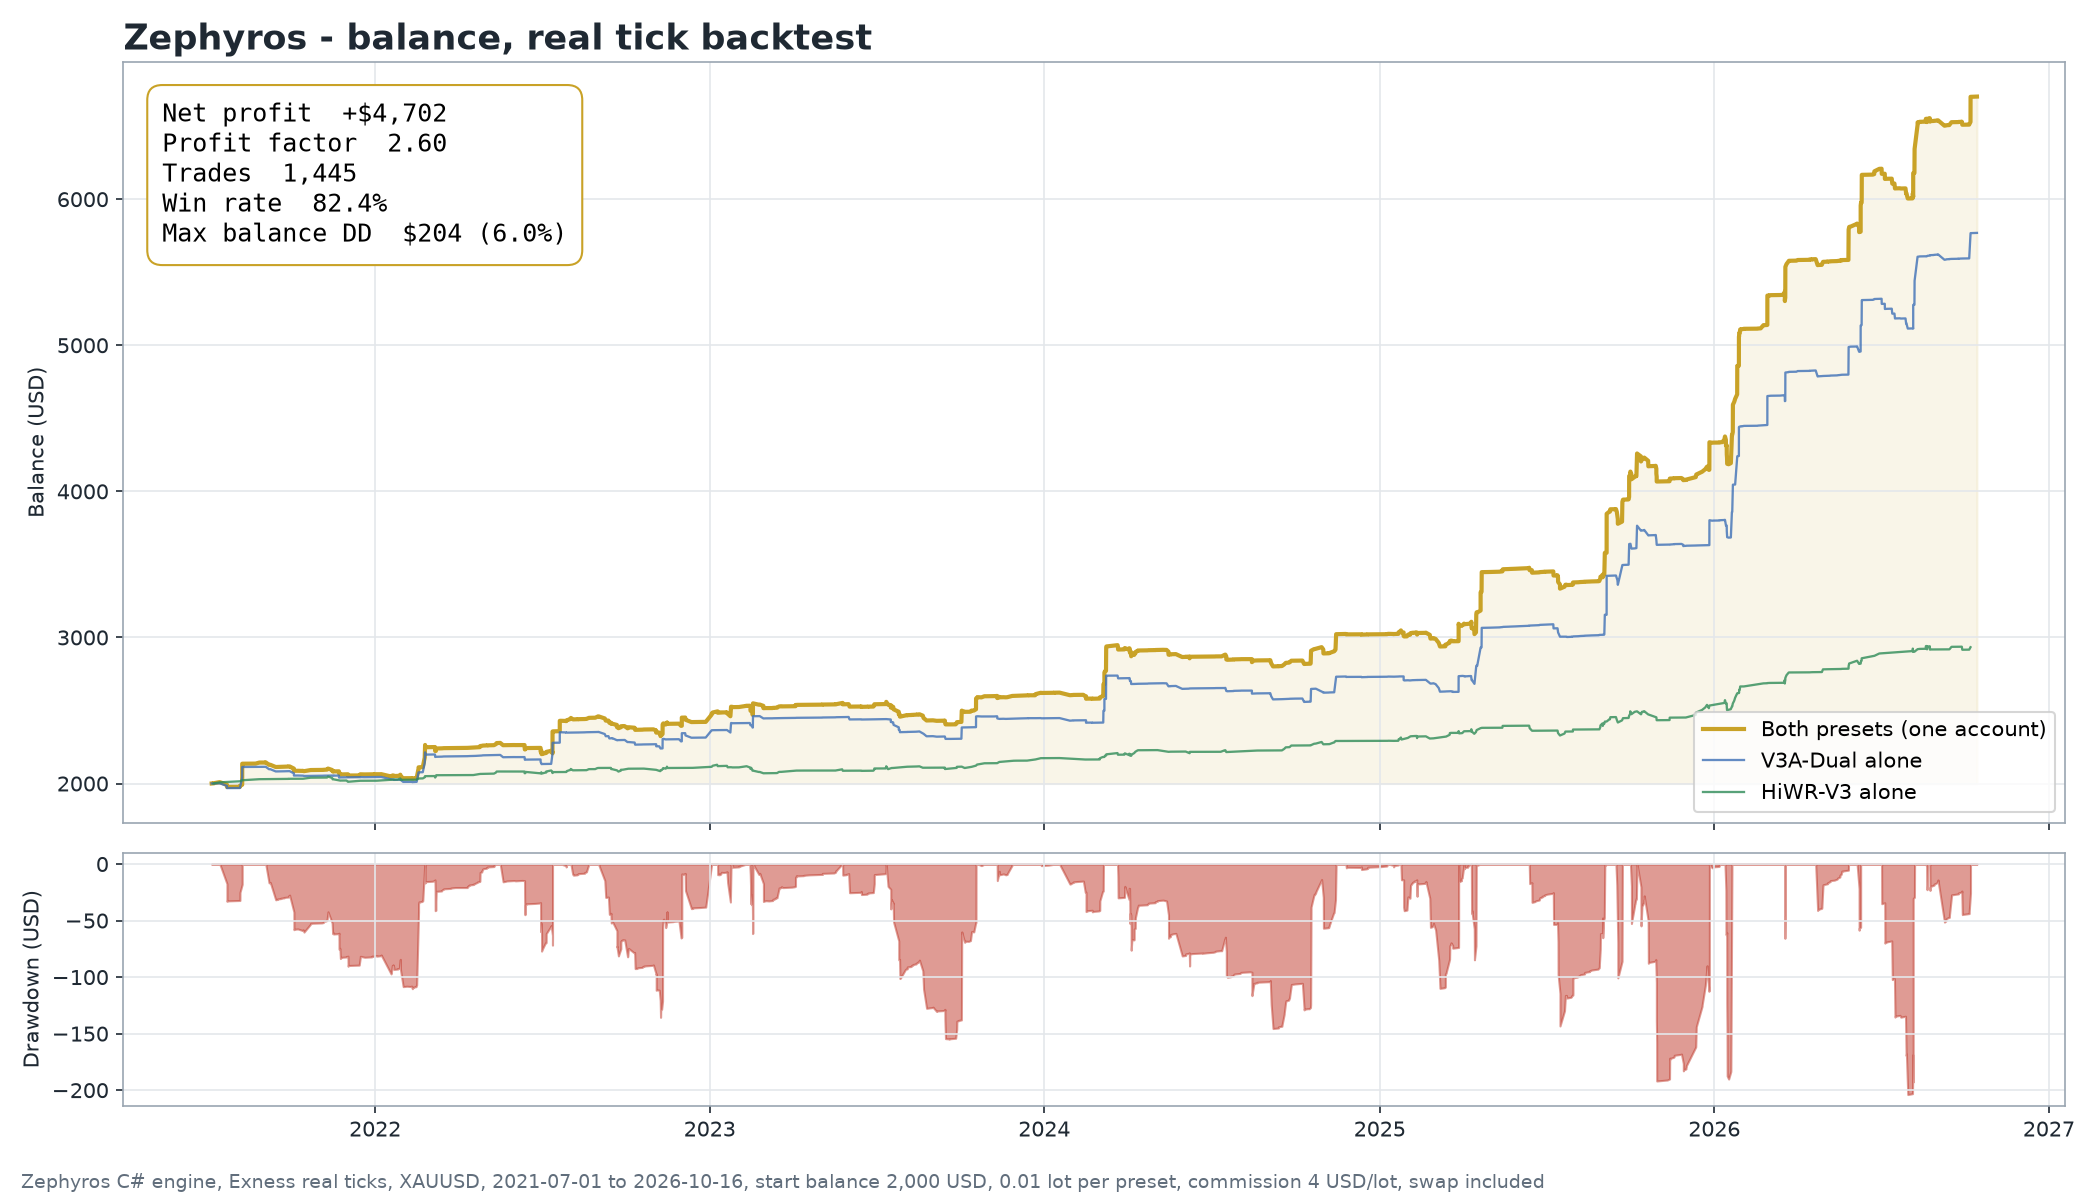 Zephyros - balance, real tick backtest
Net profit  +$4,702
Profit factor  2.60
Trades  1,445
Win rate  82.4%
Max balance DD  $204 (6.0%)
Balance (USD)
6000
5000
4000
3000
2000
Both presets (one account)
V3A-Dual alone
HiWR-V3 alone
Drawdown (USD)
0
−50
−100
−150
−200
2022
2023
2024
2025
2026
2027
Zephyros C# engine, Exness real ticks, XAUUSD, 2021-07-01 to 2026-10-16, start balance 2,000 USD, 0.01 lot per preset, commission 4 USD/lot, swap included